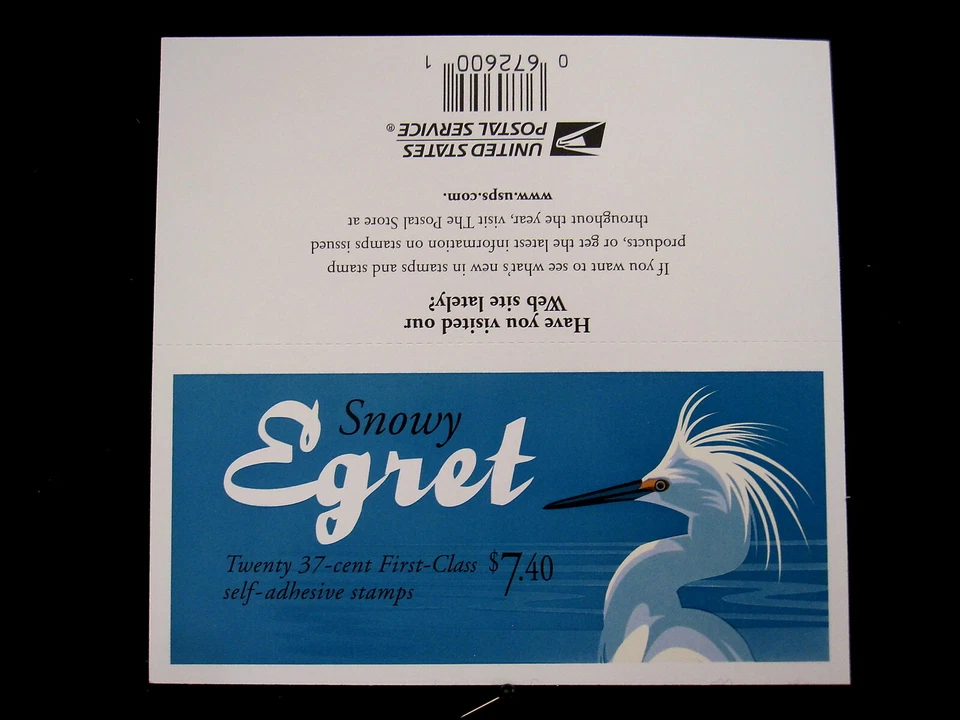 Have you visited our
Web site lately?
If you want to see what's new in stamps and stamp
products, or get the latest information on stamps issued
throughout the year, visit The Postal Store at
www.usps.com.
UNITED STATES
POSTAL SERVICE®
0 672600 1
Snowy
Egret
Twenty 37-cent First-Class $7.40
self-adhesive stamps